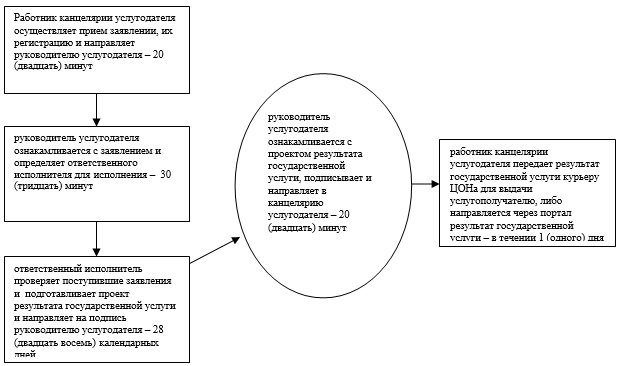 Работник канцелярии услугодателя
осуществляет прием заявлении, их
регистрацию и направляет
руководителю услугодателя – 20
(двадцать) минут
руководитель услугодателя
ознакамливается с заявлением и
определяет ответственного
исполнителя для исполнения – 30
(тридцать) минут
ответственный исполнитель
проверяет поступившие заявления
и подготавливает проект
результата государственной услуги
и направляет на подпись
руководителю услугодателя – 28
(двадцать восемь) календарных
дней
руководитель
услугодателя
ознакамливается с
проектом результата
государственной
услуги, подписывает и
направляет в
канцелярию
услугодателя – 20
(двадцать) минут
работник канцелярии
услугодателя передает результат
государственной услуги курьеру
ЦОНа для выдачи
услугополучателю, либо
направляется через портал
результат государственной
услуги – в течении 1 (одного) дня